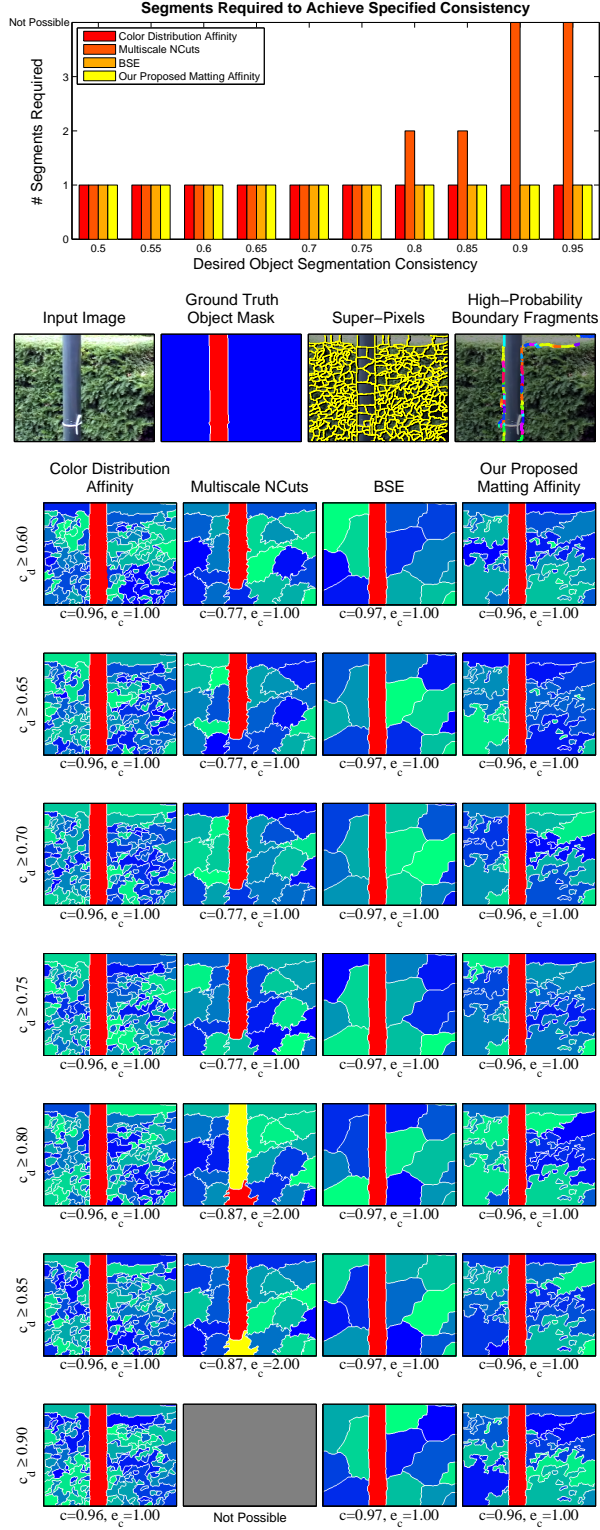 Segments Required to Achieve Specified Consistency
Not Possible
4
3
2
1
0
# Segments Required
Color Distribution Affinity
Multiscale NCuts
BSE
Our Proposed Matting Affinity
0.5 0.55 0.6 0.65 0.7 0.75 0.8 0.85 0.9 0.95
Desired Object Segmentation Consistency
Input Image
Ground Truth
Object Mask
Super−Pixels
High−Probability
Boundary Fragments
Color Distribution
Affinity
Multiscale NCuts
BSE
Our Proposed
Matting Affinity
c_d ≥ 0.60
c=0.96, e_c=1.00 c=0.77, e_c=1.00 c=0.97, e_c=1.00 c=0.96, e_c=1.00
c_d ≥ 0.65
c=0.96, e_c=1.00 c=0.77, e_c=1.00 c=0.97, e_c=1.00 c=0.96, e_c=1.00
c_d ≥ 0.70
c=0.96, e_c=1.00 c=0.77, e_c=1.00 c=0.97, e_c=1.00 c=0.96, e_c=1.00
c_d ≥ 0.75
c=0.96, e_c=1.00 c=0.77, e_c=1.00 c=0.97, e_c=1.00 c=0.96, e_c=1.00
c_d ≥ 0.80
c=0.96, e_c=1.00 c=0.87, e_c=2.00 c=0.97, e_c=1.00 c=0.96, e_c=1.00
c_d ≥ 0.85
c=0.96, e_c=1.00 c=0.87, e_c=2.00 c=0.97, e_c=1.00 c=0.96, e_c=1.00
c_d ≥ 0.90
c=0.96, e_c=1.00 Not Possible c=0.97, e_c=1.00 c=0.96, e_c=1.00